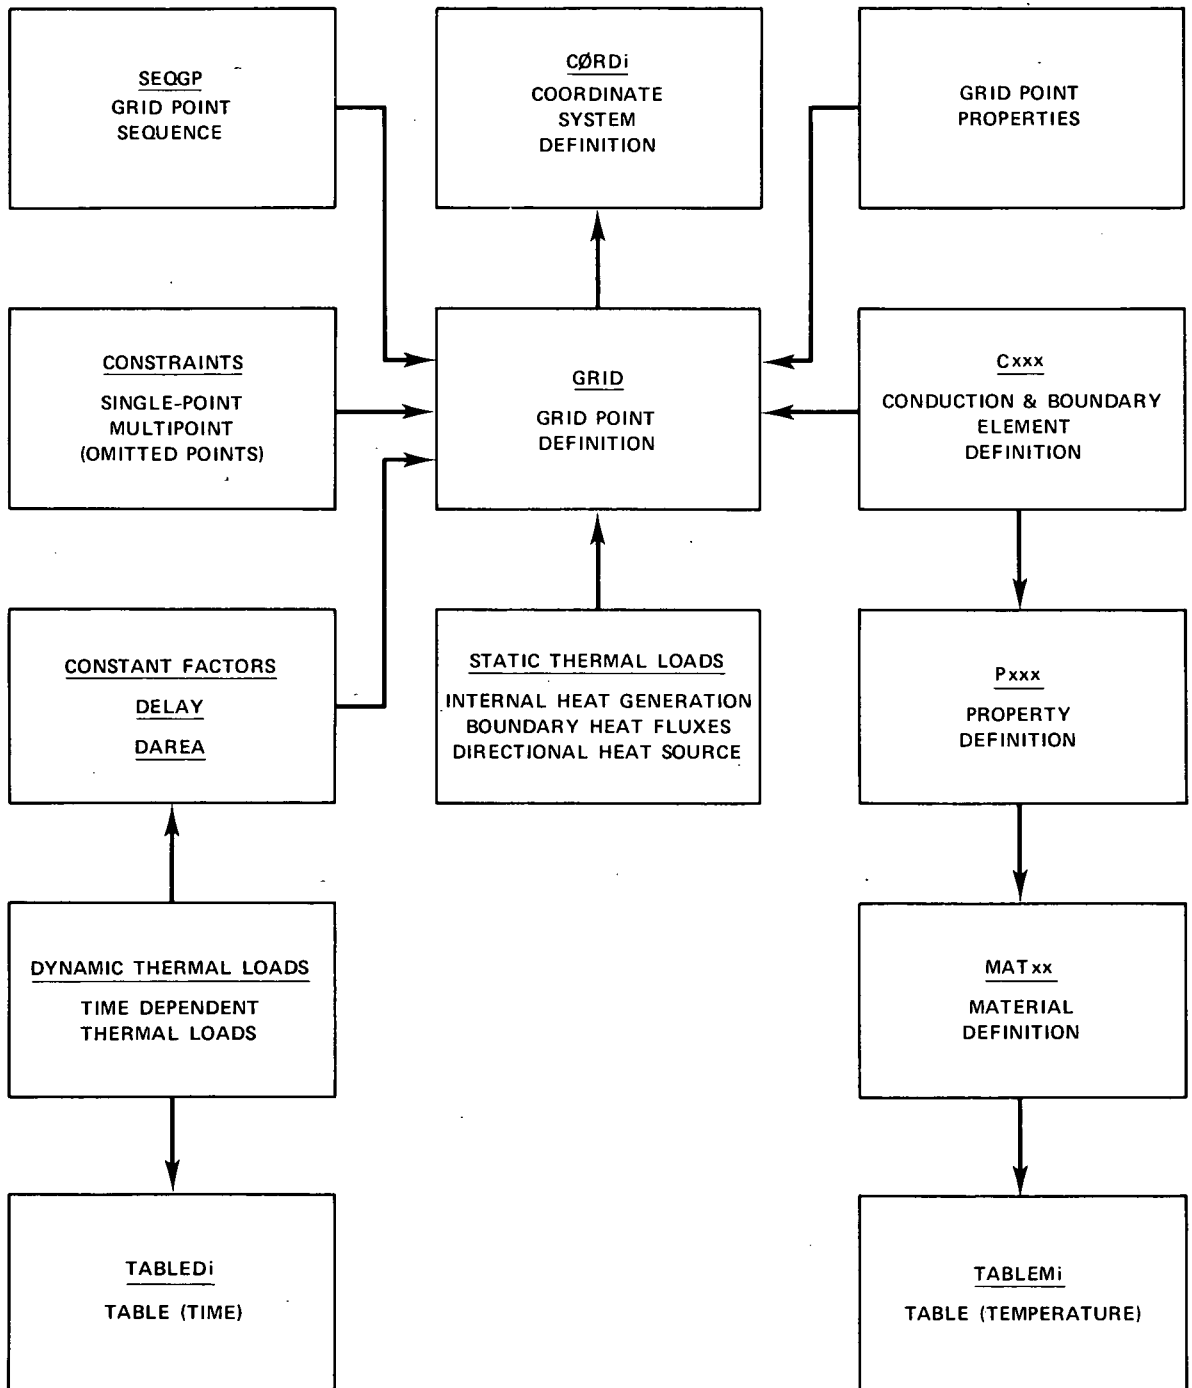 SEQGP
GRID POINT
SEQUENCE
CØRDi
COORDINATE
SYSTEM
DEFINITION
GRID POINT
PROPERTIES
CONSTRAINTS
SINGLE-POINT
MULTIPOINT
(OMITTED POINTS)
GRID
GRID POINT
DEFINITION
Cxxx
CONDUCTION & BOUNDARY
ELEMENT
DEFINITION
CONSTANT FACTORS
DELAY
DAREA
STATIC THERMAL LOADS
INTERNAL HEAT GENERATION
BOUNDARY HEAT FLUXES
DIRECTIONAL HEAT SOURCE
Pxxx
PROPERTY
DEFINITION
DYNAMIC THERMAL LOADS
TIME DEPENDENT
THERMAL LOADS
MATxx
MATERIAL
DEFINITION
TABLEDi
TABLE (TIME)
TABLEMi
TABLE (TEMPERATURE)